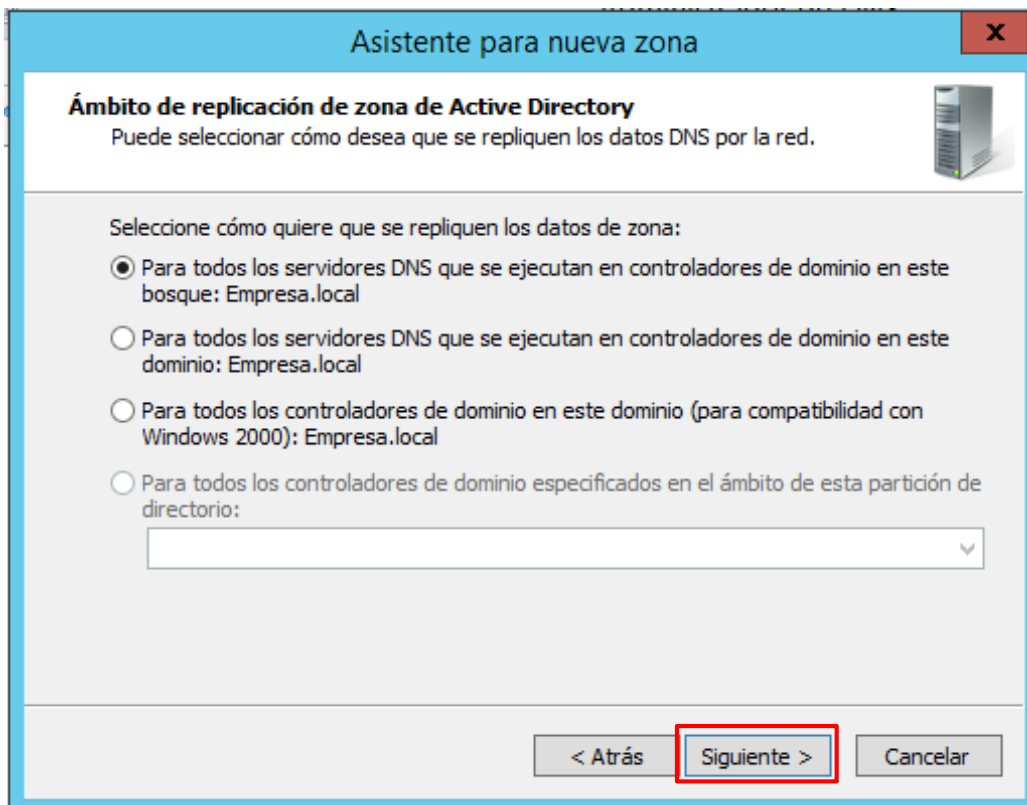 Asistente para nueva zona
x
Ámbito de replicación de zona de Active Directory
Puede seleccionar cómo desea que se repliquen los datos DNS por la red.
Seleccione cómo quiere que se repliquen los datos de zona:
Para todos los servidores DNS que se ejecutan en controladores de dominio en este
bosque: Empresa.local
Para todos los servidores DNS que se ejecutan en controladores de dominio en este
dominio: Empresa.local
Para todos los controladores de dominio en este dominio (para compatibilidad con
Windows 2000): Empresa.local
Para todos los controladores de dominio especificados en el ámbito de esta partición de
directorio:
< Atrás Siguiente > Cancelar